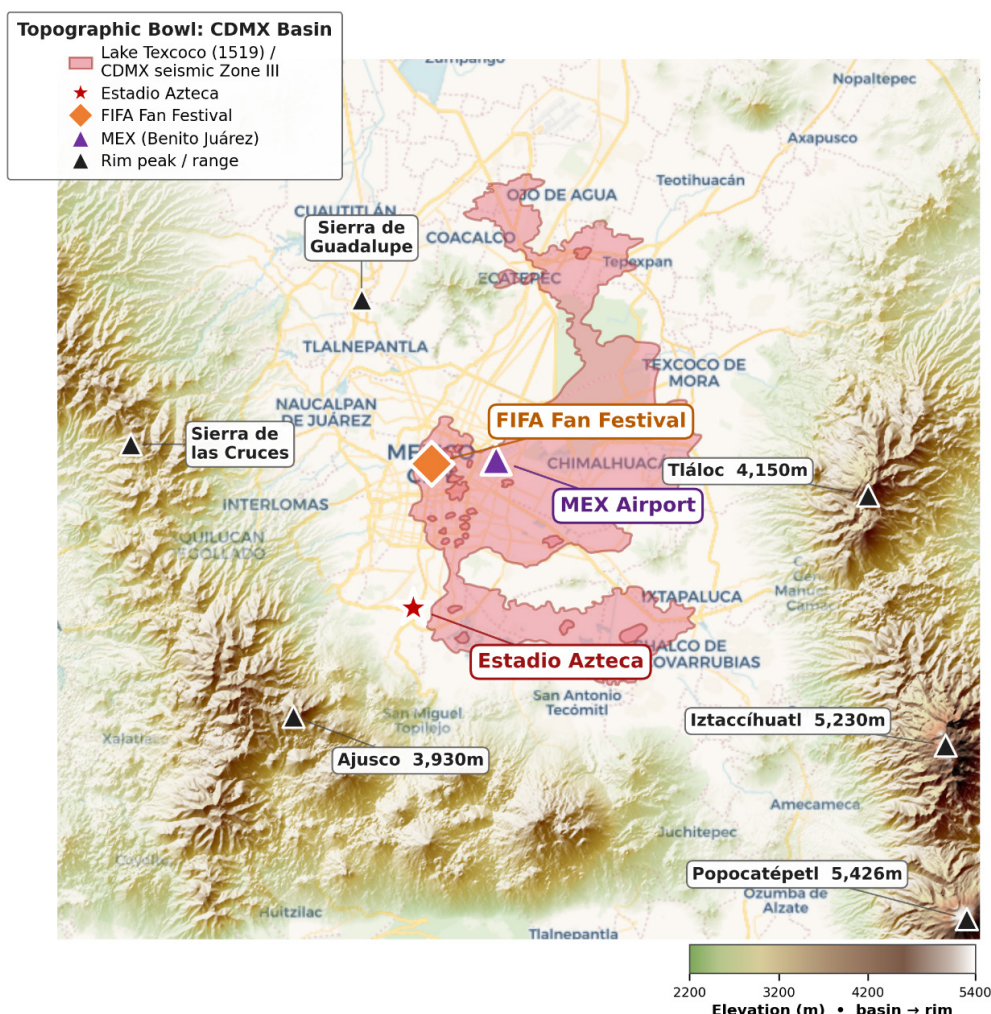 Topographic Bowl: CDMX Basin
Lake Texcoco (1519) /
CDMX seismic Zone III
Estadio Azteca
FIFA Fan Festival
MEX (Benito Juárez)
Rim peak / range
Zumpango
Nopaltepec
Axapusco
Teotihuacán
OJO DE AGUA
CUAUTITLÁN
Sierra de
Guadalupe
COACALCO
Tepexpan
ECATEPEC
TLALNEPANTLA
TEXCOCO DE
MORA
NAUCALPAN
DE JUÁREZ
FIFA Fan Festival
Sierra de
las Cruces
CHIMALHUACÁ
Tláloc 4,150m
MEX Airport
INTERLOMAS
IXTAPALUCA
Estadio Azteca
San Antonio
Tecómitl
San Miguel
Topilejo
Iztaccíhuatl 5,230m
Xalatla
Ajusco 3,930m
Amecameca
Juchitepec
Popocatépetl 5,426m
Ozumba de
Alzate
Huitzilac
Tlalnepantla
2200 3200 4200 5400
Elevation (m) • basin → rim